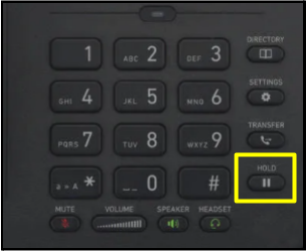 DIRECTORY
1 ABC 2 DEF 3
SETTINGS
GHI 4 JKL 5 MNO 6
TRANSFER
PQRS 7 TUV 8 WXYZ 9
HOLD
a > A * _ _ 0 #
MUTE VOLUME SPEAKER HEADSET